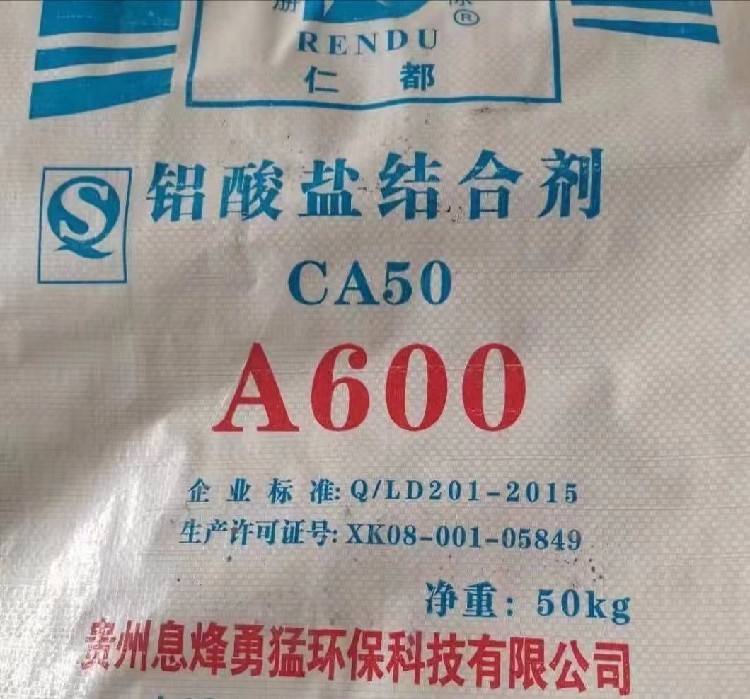 册
®
RENDU
仁都
铝酸盐结合剂
CA50
A600
企业标准: Q/LD201-2015
生产许可证号: XK08-001-05849
净重: 50kg
贵州息烽勇猛环保科技有限公司